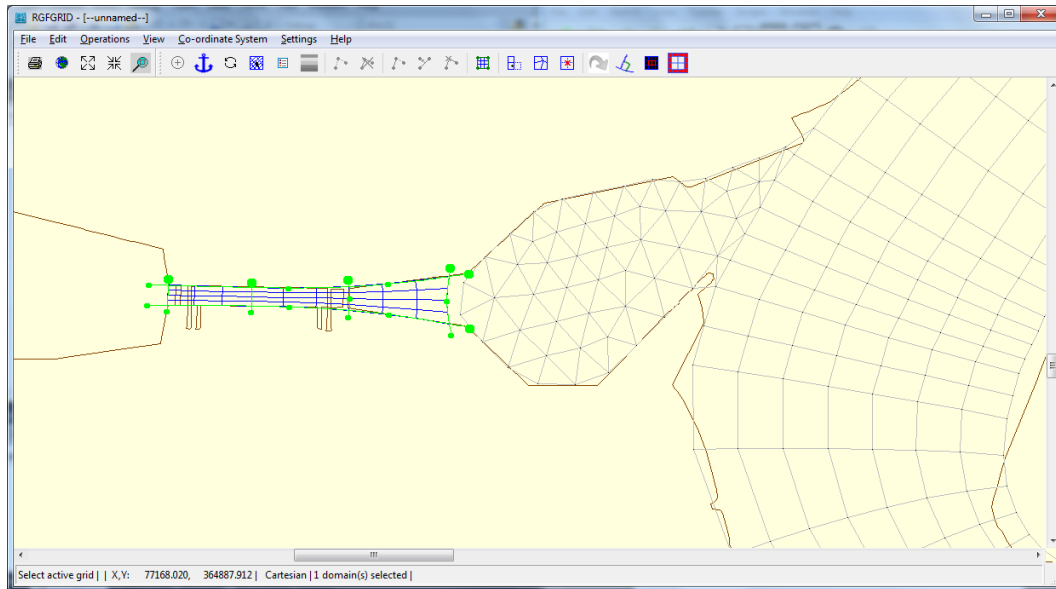 RGFGRID - [--unnamed--]
File Edit Operations View Co-ordinate System Settings Help
Select active grid | | X,Y: 77168.020, 364887.912 | Cartesian | 1 domain(s) selected |